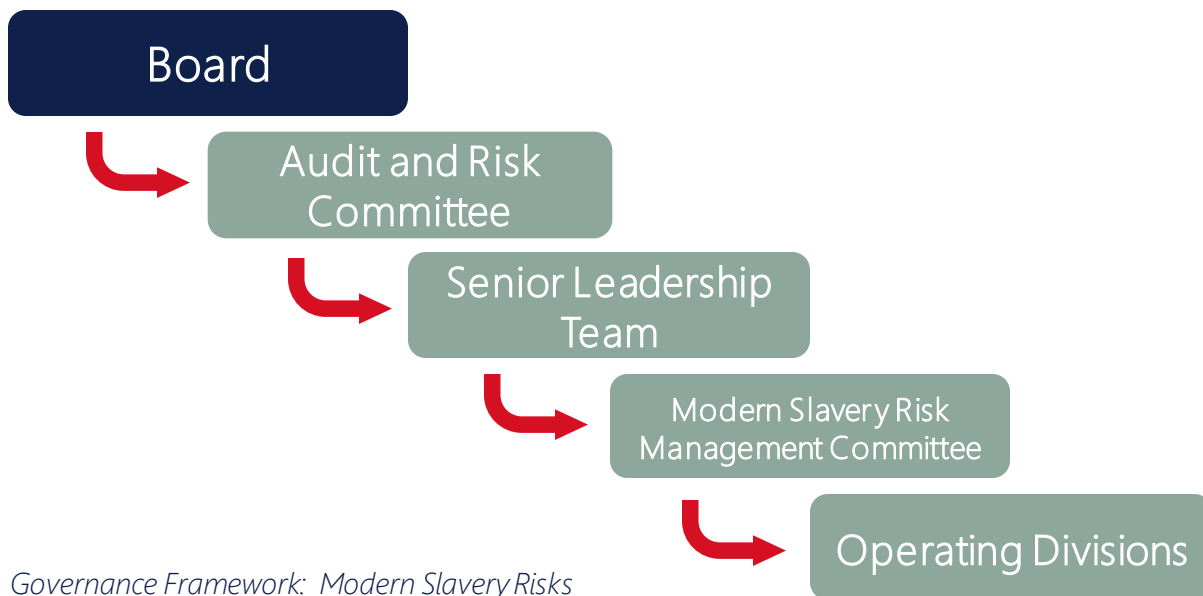 Board
Audit and Risk
Committee
Senior Leadership
Team
Modern Slavery Risk
Management Committee
Operating Divisions
Governance Framework: Modern Slavery Risks